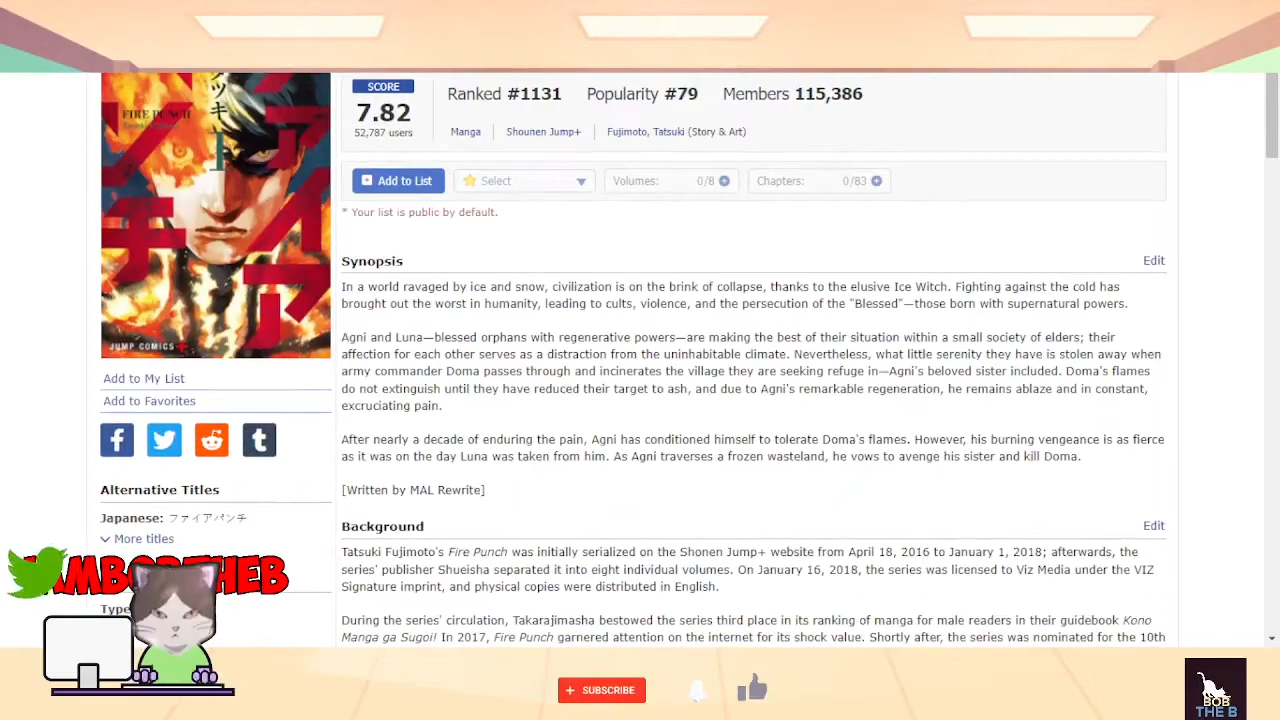 ツキ
FIRE PUNCH
ファイア
ンチ
1
JUMP COMICS
SCORE
7.82
52,787 users
Ranked #1131 Popularity #79 Members 115,386
Manga Shounen Jump+ Fujimoto, Tatsuki (Story & Art)
Add to List Select Volumes: 0/8 Chapters: 0/83
* Your list is public by default.
Synopsis Edit
In a world ravaged by ice and snow, civilization is on the brink of collapse, thanks to the elusive Ice Witch. Fighting against the cold has
brought out the worst in humanity, leading to cults, violence, and the persecution of the "Blessed"—those born with supernatural powers.
Agni and Luna—blessed orphans with regenerative powers—are making the best of their situation within a small society of elders; their
affection for each other serves as a distraction from the uninhabitable climate. Nevertheless, what little serenity they have is stolen away when
army commander Doma passes through and incinerates the village they are seeking refuge in—Agni's beloved sister included. Doma's flames
do not extinguish until they have reduced their target to ash, and due to Agni's remarkable regeneration, he remains ablaze and in constant,
excruciating pain.
After nearly a decade of enduring the pain, Agni has conditioned himself to tolerate Doma's flames. However, his burning vengeance is as fierce
as it was on the day Luna was taken from him. As Agni traverses a frozen wasteland, he vows to avenge his sister and kill Doma.
[Written by MAL Rewrite]
Background Edit
Tatsuki Fujimoto's Fire Punch was initially serialized on the Shonen Jump+ website from April 18, 2016 to January 1, 2018; afterwards, the
series' publisher Shueisha separated it into eight individual volumes. On January 16, 2018, the series was licensed to Viz Media under the VIZ
Signature imprint, and physical copies were distributed in English.
During the series' circulation, Takarajimasha bestowed the series third place in its ranking of manga for male readers in their guidebook Kono
Manga ga Sugoi! In 2017, Fire Punch garnered attention on the internet for its shock value. Shortly after, the series was nominated for the 10th
Add to My List
Add to Favorites
Alternative Titles
Japanese: ファイアパンチ
More titles
IAMBOBTHEB
Type
SUBSCRIBE
BOB
THE B